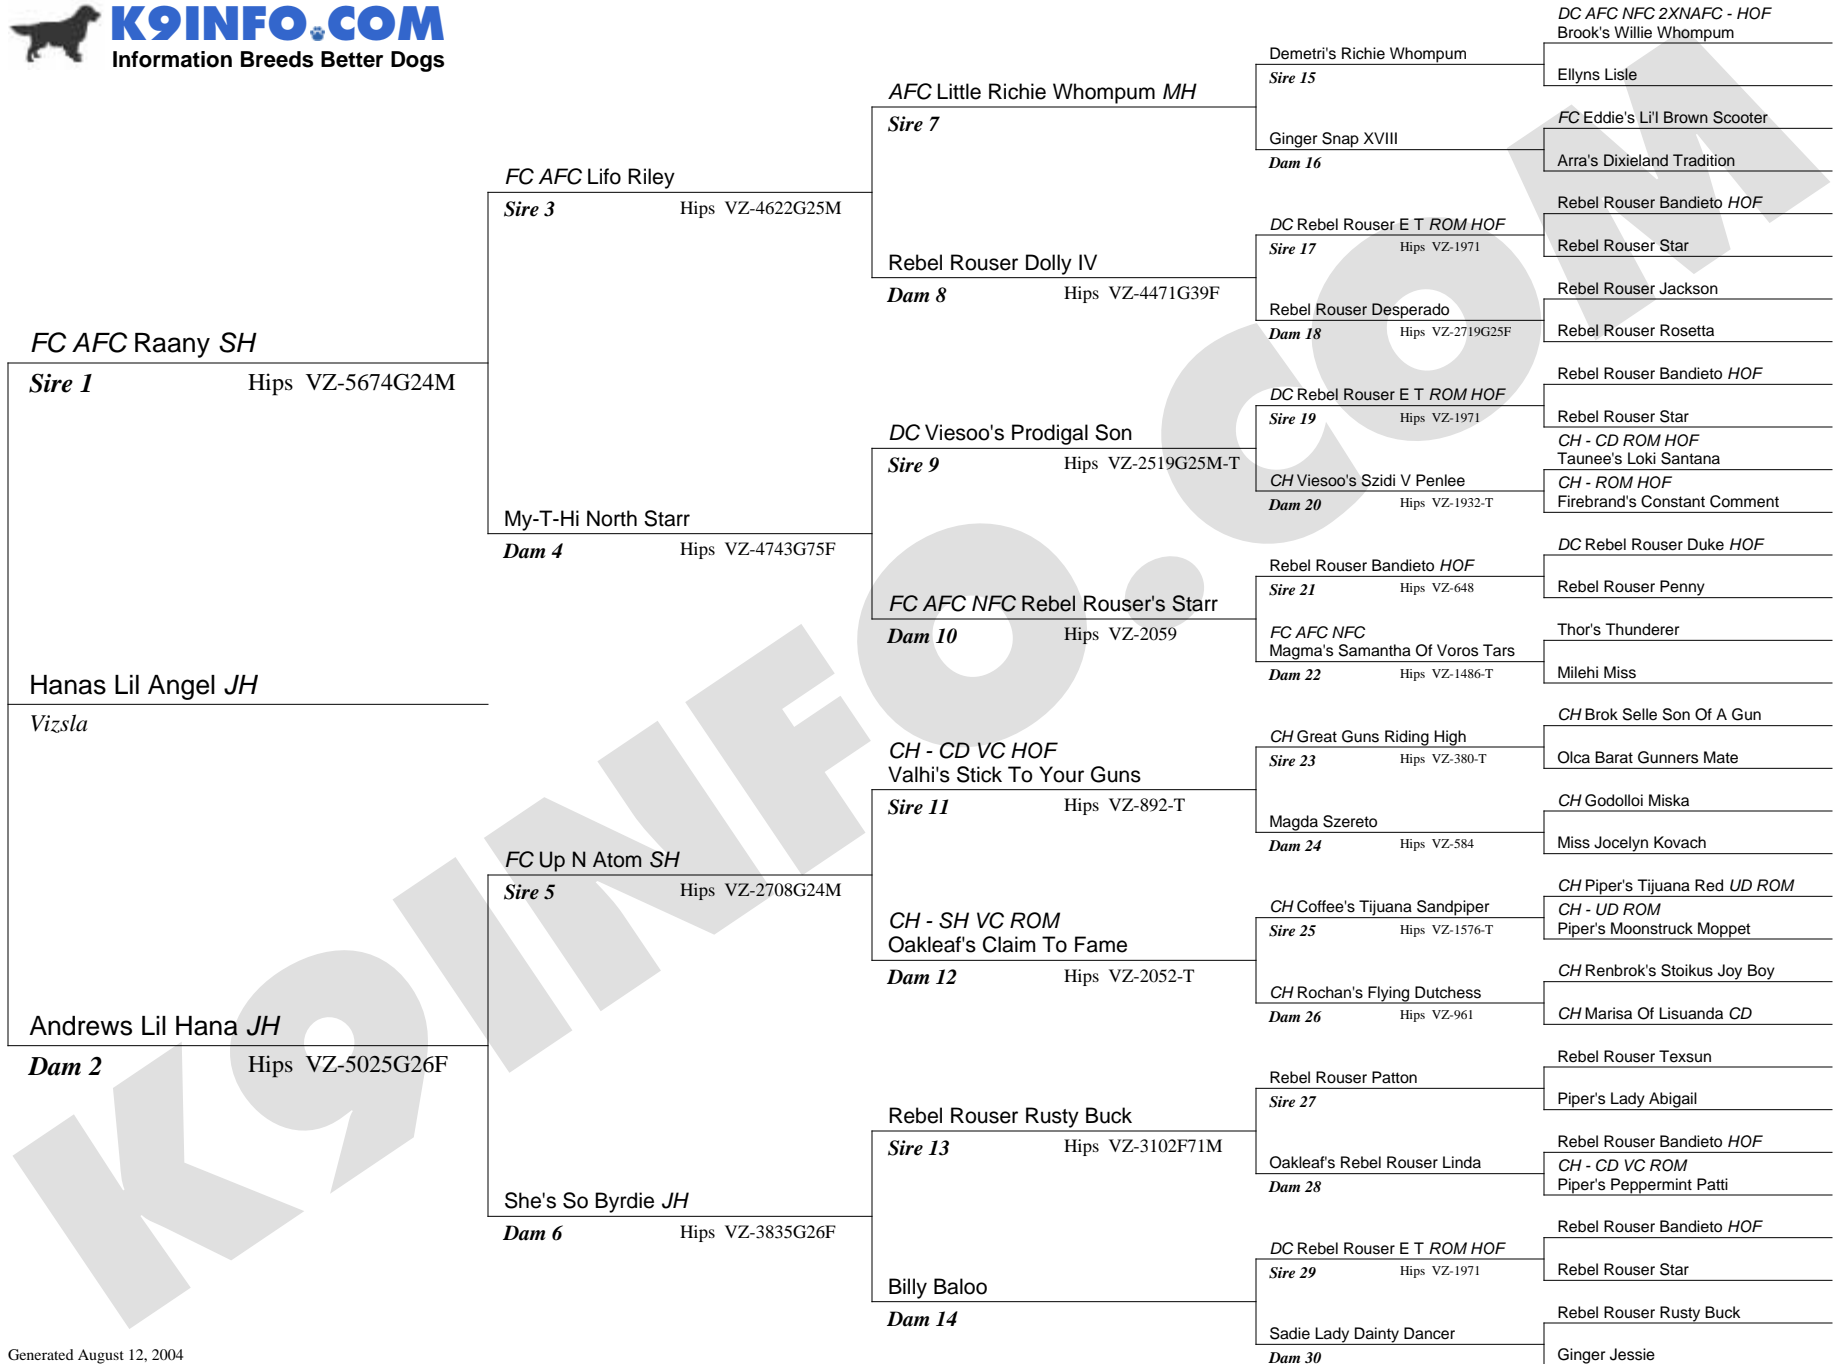 K9INFO.COM
Information Breeds Better Dogs
FC AFC Raany SH
Sire 1 Hips VZ-5674G24M
Hanas Lil Angel JH
Vizsla
Andrews Lil Hana JH
Dam 2 Hips VZ-5025G26F
FC AFC Lifo Riley
Sire 3 Hips VZ-4622G25M
My-T-Hi North Starr
Dam 4 Hips VZ-4743G75F
FC Up N Atom SH
Sire 5 Hips VZ-2708G24M
She's So Byrdie JH
Dam 6 Hips VZ-3835G26F
AFC Little Richie Whompum MH
Sire 7
Rebel Rouser Dolly IV
Dam 8 Hips VZ-4471G39F
DC Viesoo's Prodigal Son
Sire 9 Hips VZ-2519G25M-T
FC AFC NFC Rebel Rouser's Starr
Dam 10 Hips VZ-2059
CH - CD VC HOF
Valhi's Stick To Your Guns
Sire 11 Hips VZ-892-T
CH - SH VC ROM
Oakleaf's Claim To Fame
Dam 12 Hips VZ-2052-T
Rebel Rouser Rusty Buck
Sire 13 Hips VZ-3102F71M
Billy Baloo
Dam 14
Demetri's Richie Whompum
Sire 15
Ginger Snap XVIII
Dam 16
DC Rebel Rouser E T ROM HOF
Sire 17 Hips VZ-1971
Rebel Rouser Desperado
Dam 18 Hips VZ-2719G25F
DC Rebel Rouser E T ROM HOF
Sire 19 Hips VZ-1971
CH Viesoo's Szidi V Penlee
Dam 20 Hips VZ-1932-T
Rebel Rouser Bandieto HOF
Sire 21 Hips VZ-648
FC AFC NFC
Magma's Samantha Of Voros Tars
Dam 22 Hips VZ-1486-T
CH Great Guns Riding High
Sire 23 Hips VZ-380-T
Magda Szereto
Dam 24 Hips VZ-584
CH Coffee's Tijuana Sandpiper
Sire 25 Hips VZ-1576-T
CH Rochan's Flying Dutchess
Dam 26 Hips VZ-961
Rebel Rouser Patton
Sire 27
Oakleaf's Rebel Rouser Linda
Dam 28
DC Rebel Rouser E T ROM HOF
Sire 29 Hips VZ-1971
Sadie Lady Dainty Dancer
Dam 30
DC AFC NFC 2XNAFC - HOF
Brook's Willie Whompum
Ellyns Lisle
FC Eddie's Li'l Brown Scooter
Arra's Dixieland Tradition
Rebel Rouser Bandieto HOF
Rebel Rouser Star
Rebel Rouser Jackson
Rebel Rouser Rosetta
Rebel Rouser Bandieto HOF
Rebel Rouser Star
CH - CD ROM HOF
Taunee's Loki Santana
CH - ROM HOF
Firebrand's Constant Comment
DC Rebel Rouser Duke HOF
Rebel Rouser Penny
Thor's Thunderer
Milehi Miss
CH Brok Selle Son Of A Gun
Olca Barat Gunners Mate
CH Godolloi Miska
Miss Jocelyn Kovach
CH Piper's Tijuana Red UD ROM
CH - UD ROM
Piper's Moonstruck Moppet
CH Renbrok's Stoikus Joy Boy
CH Marisa Of Lisuanda CD
Rebel Rouser Texsun
Piper's Lady Abigail
Rebel Rouser Bandieto HOF
CH - CD VC ROM
Piper's Peppermint Patti
Rebel Rouser Bandieto HOF
Rebel Rouser Star
Rebel Rouser Rusty Buck
Ginger Jessie
Generated August 12, 2004
K9INFO.COM